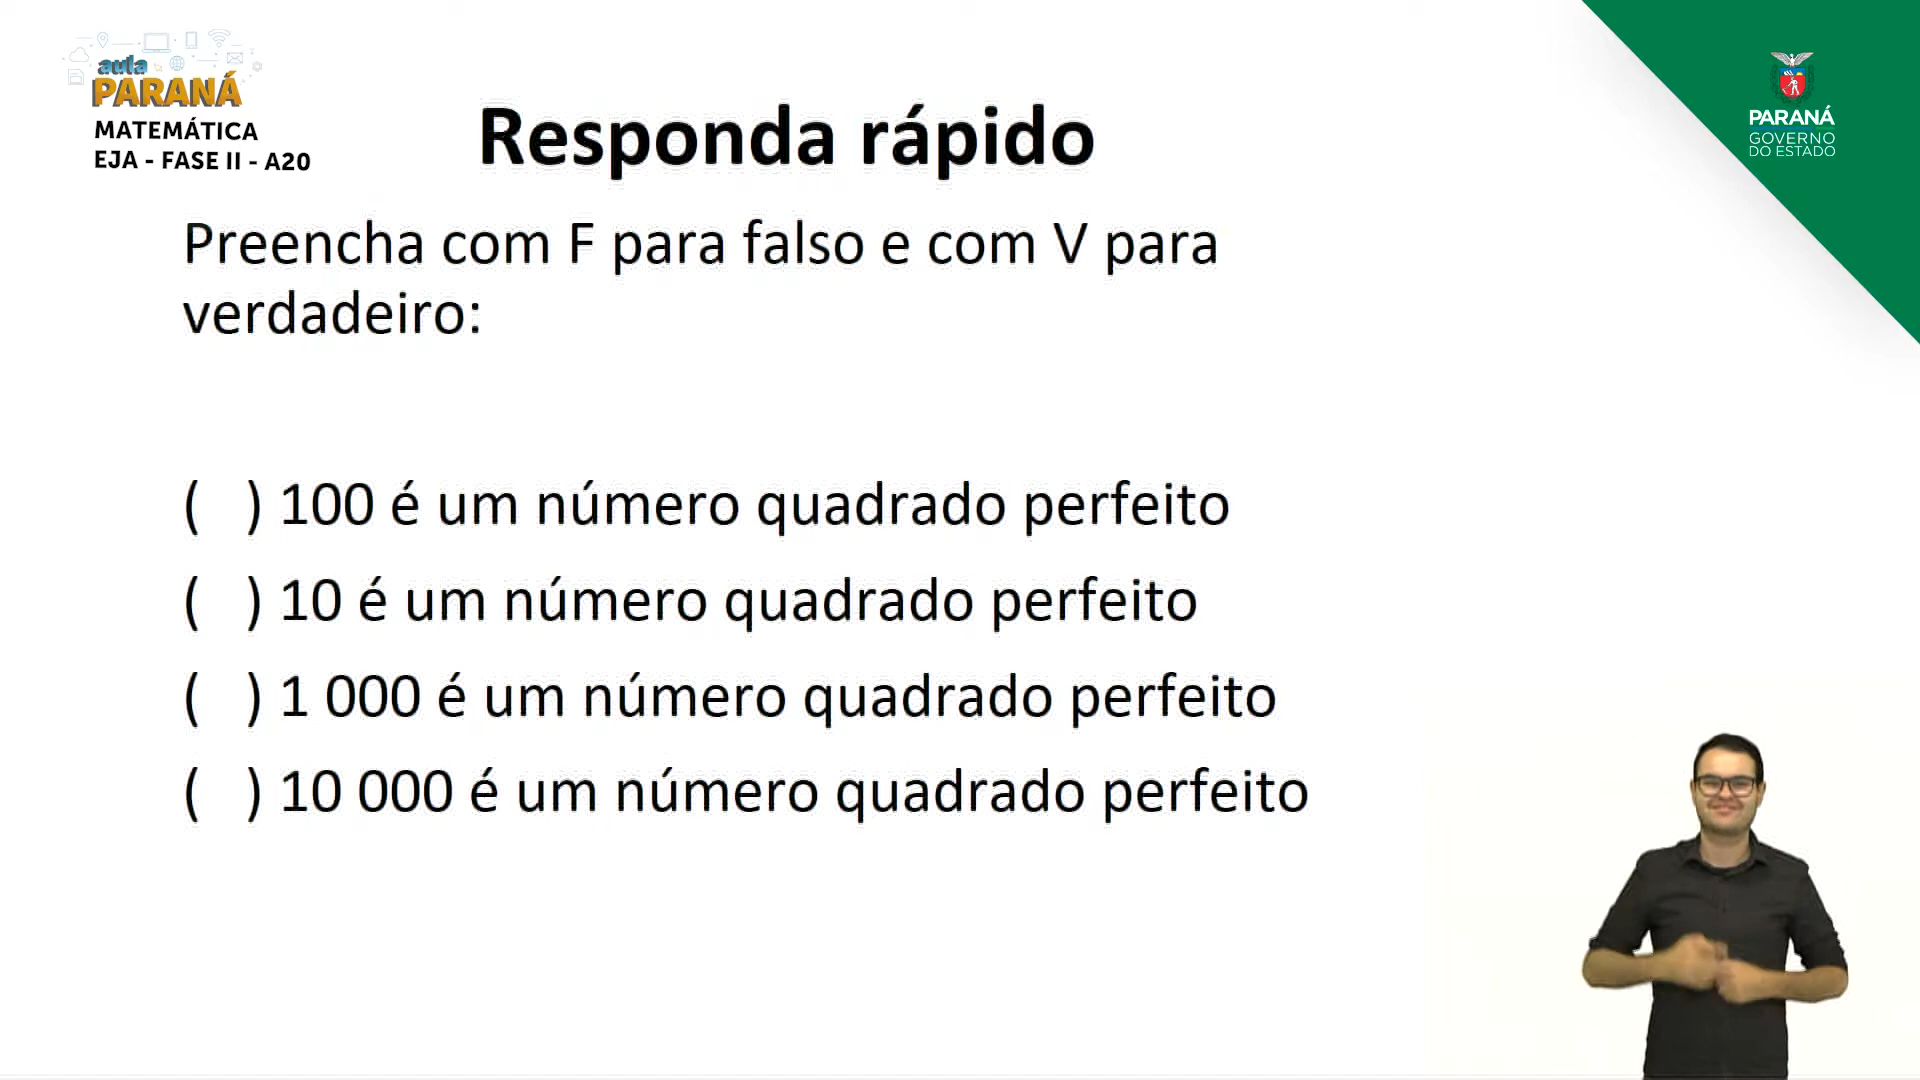 aula
PARANÁ
MATEMÁTICA
EJA - FASE II - A20
PARANÁ
GOVERNO
DO ESTADO
Responda rápido
Preencha com F para falso e com V para
verdadeiro:
(   ) 100 é um número quadrado perfeito
(   ) 10 é um número quadrado perfeito
(   ) 1 000 é um número quadrado perfeito
(   ) 10 000 é um número quadrado perfeito